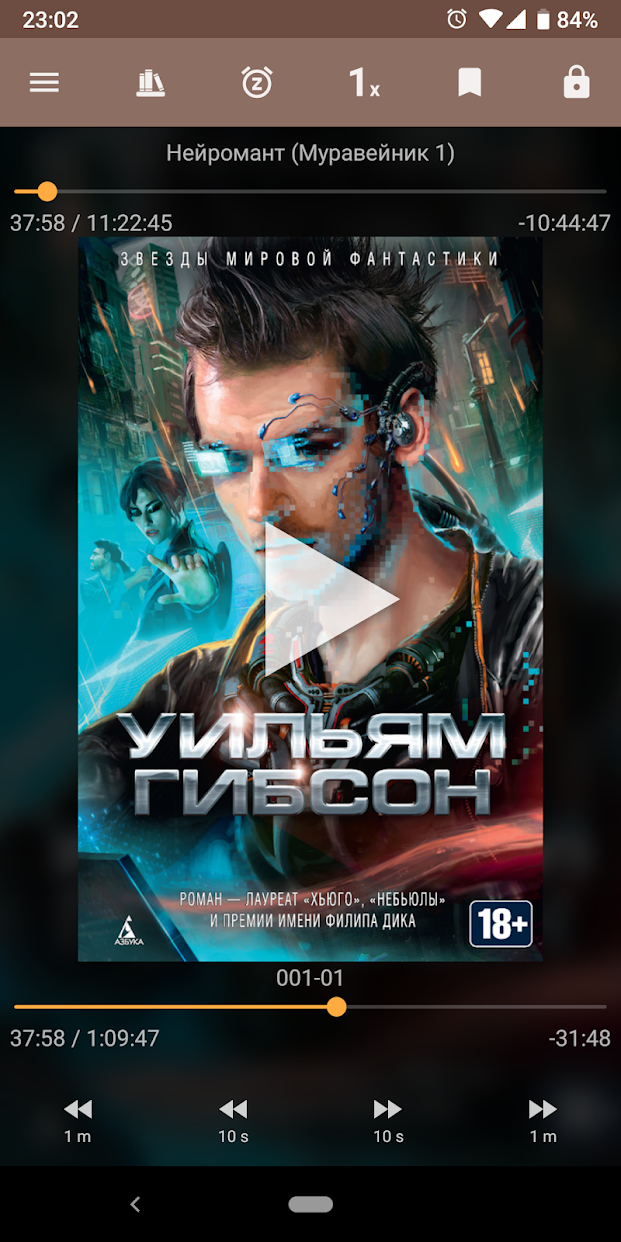 23:02
84%
1x
Нейромант (Муравейник 1)
37:58 / 11:22:45
-10:44:47
ЗВЕЗДЫ МИРОВОЙ ФАНТАСТИКИ
УИЛЬЯМ
ГИБСОН
РОМАН — ЛАУРЕАТ «ХЬЮГО», «НЕБЬЮЛЫ»
И ПРЕМИИ ИМЕНИ ФИЛИПА ДИКА
АЗБУКА
18+
001-01
37:58 / 1:09:47
-31:48
1 m
10 s
10 s
1 m